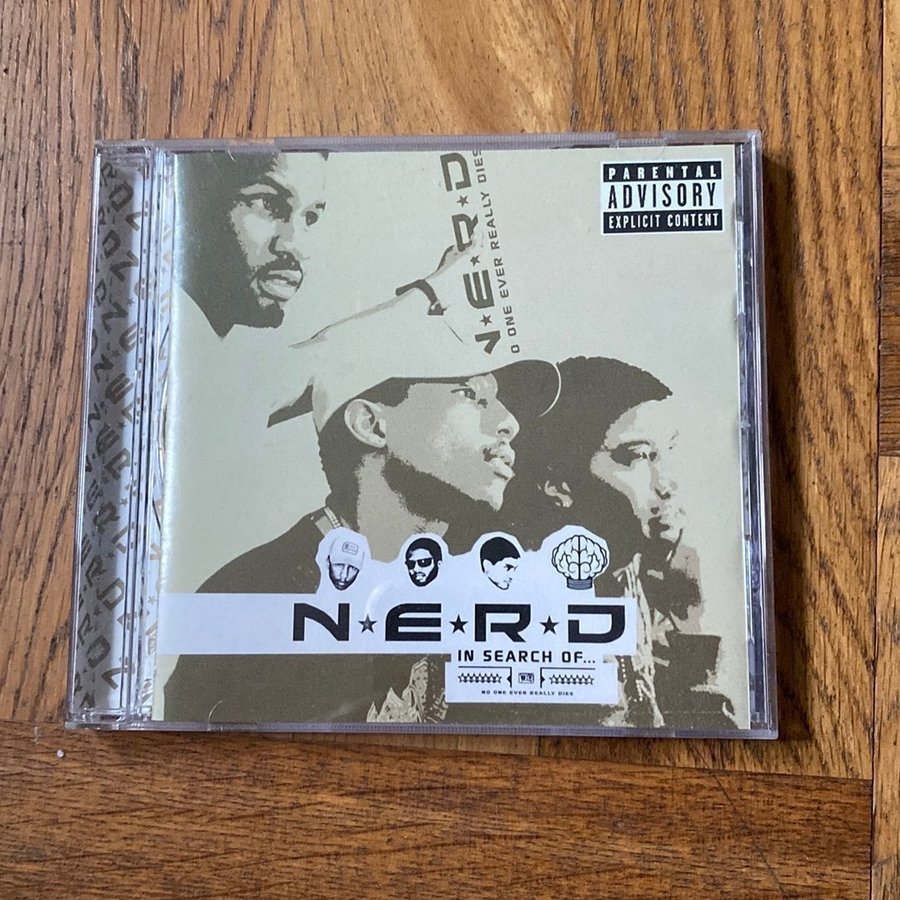 PARENTAL
ADVISORY
EXPLICIT CONTENT
N★E★R★D
O ONE EVER REALLY DIES
N★E★R★D
IN SEARCH OF...
NO ONE EVER REALLY DIES
N★E★R★D